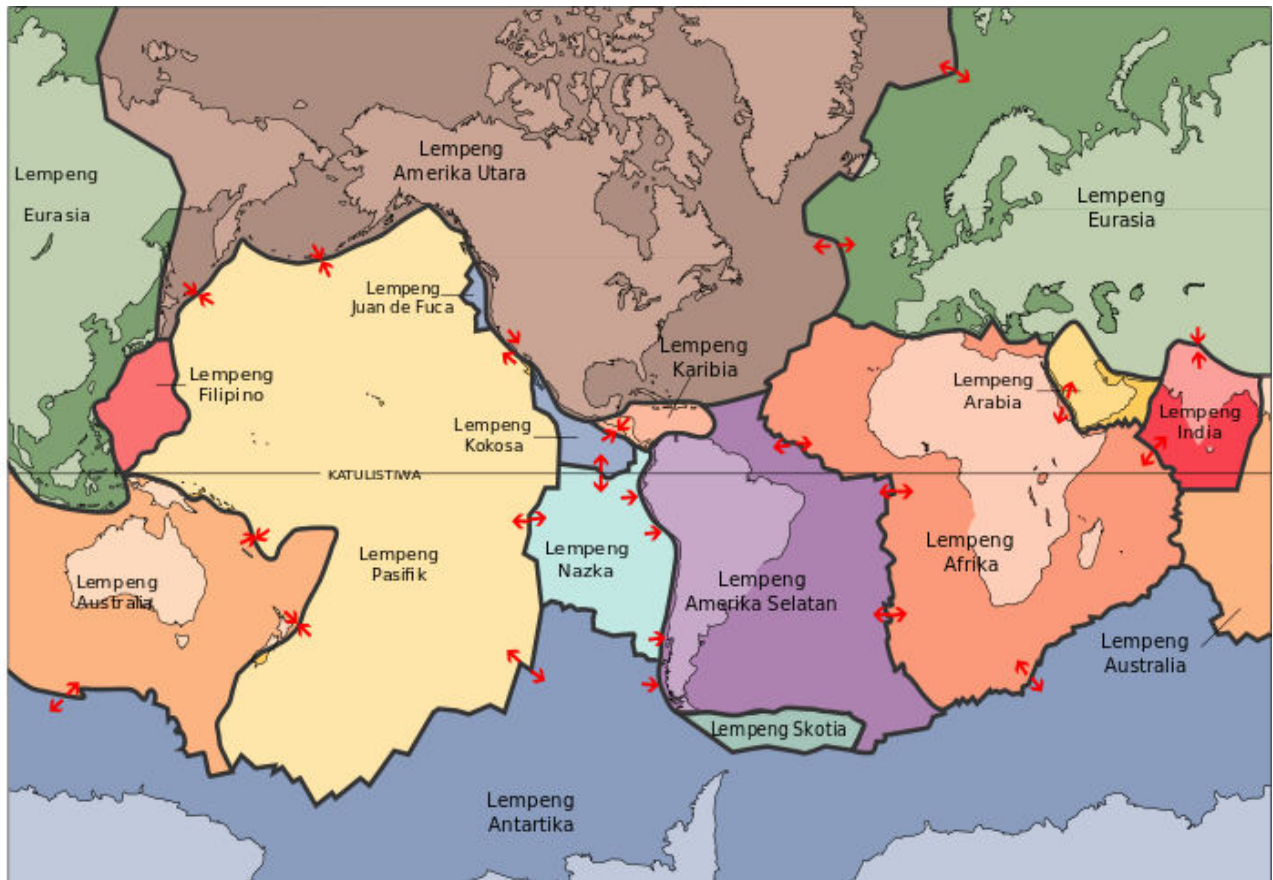 Lempeng
Amerika Utara
Lempeng
Eurasia
Lempeng
Eurasia
Lempeng
Juan de Fuca
Lempeng
Karibia
Lempeng
Filipino
Lempeng
Arabia
Lempeng
Kokosa
Lempeng
India
KATULISTIWA
Lempeng
Pasifik
Lempeng
Nazka
Lempeng
Afrika
Lempeng
Australia
Lempeng
Amerika Selatan
Lempeng
Australia
Lempeng Skotia
Lempeng
Antartika